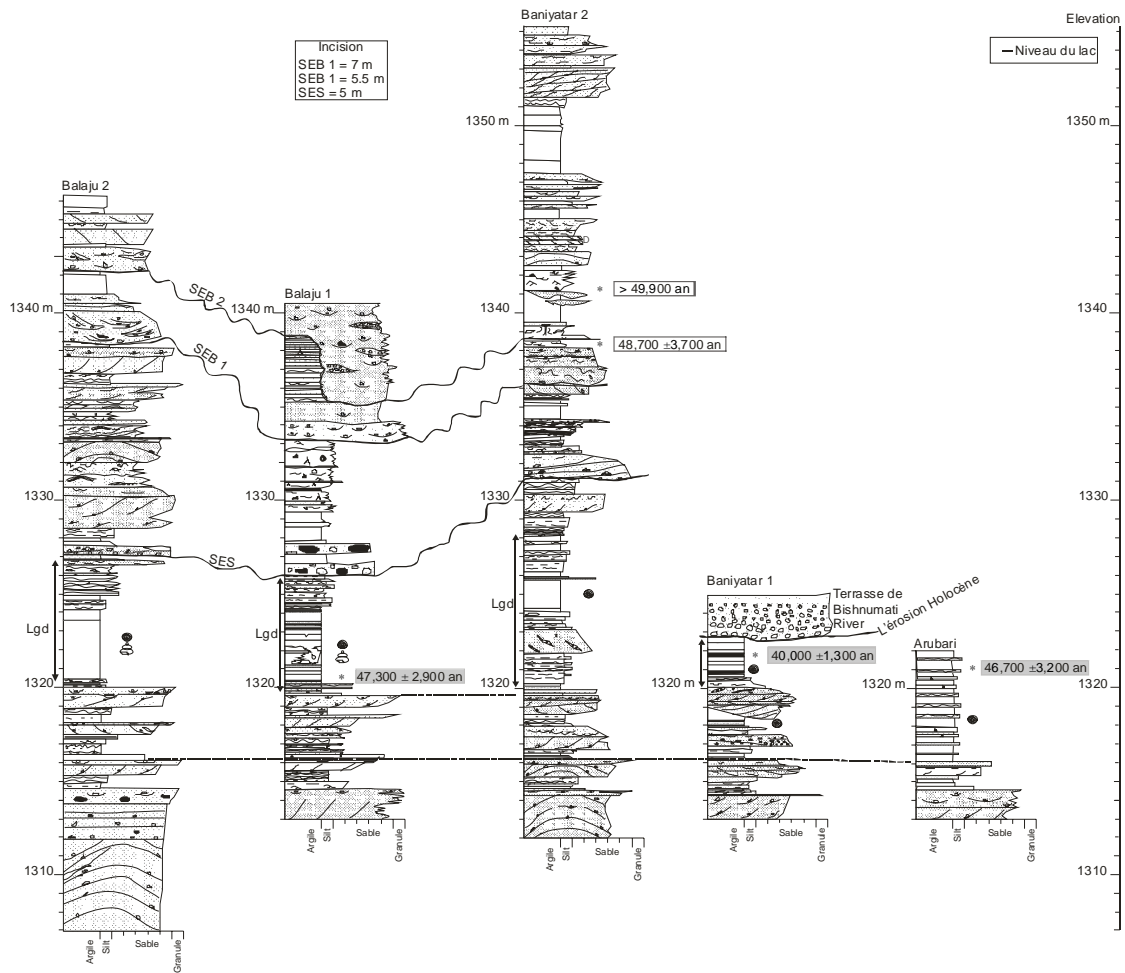 Baniyatar 2
Elevation
Incision
SEB 1 = 7 m
SEB 1 = 5.5 m
SES = 5 m
Niveau du lac
1350 m
1350 m
Balaju 2
> 49,900 an
SEB 2
Balaju 1
1340 m
1340 m
1340
1340
48,700 ±3,700 an
SEB 1
1330
1330
1330
1330
SES
Baniyatar 1
Terrasse de
Bishnumati
River
L'érosion Holocène
Lgd
Lgd
Lgd
Arubari
40,000 ±1,300 an
46,700 ±3,200 an
47,300 ± 2,900 an
1320
1320
1320
1320 m
1320 m
1320
1310
1310
Argile
Silt
Sable
Granule
Argile
Silt
Sable
Granule
Argile
Silt
Sable
Granule
Argile
Silt
Sable
Granule
Argile
Silt
Sable
Granule